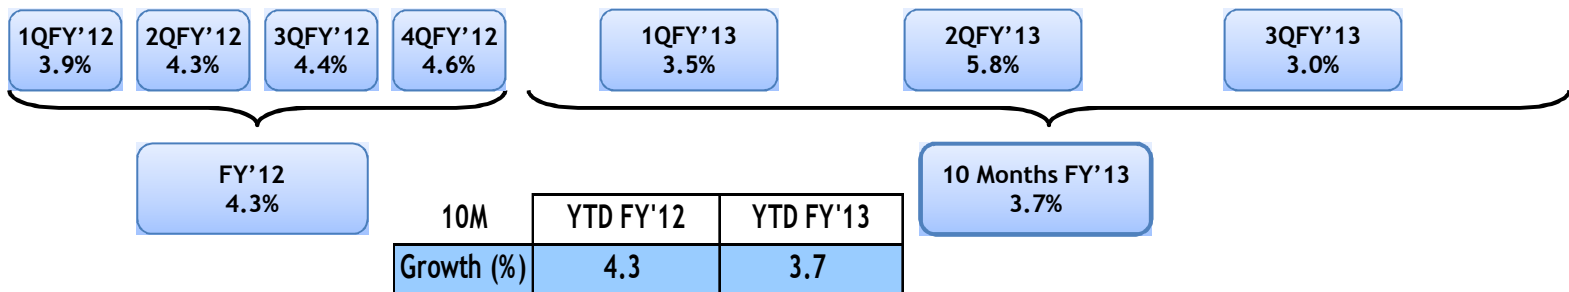 1QFY’12
3.9%
2QFY’12
4.3%
3QFY’12
4.4%
4QFY’12
4.6%
1QFY’13
3.5%
2QFY’13
5.8%
3QFY’13
3.0%
FY’12
4.3%
10 Months FY’13
3.7%
10M YTD FY'12 YTD FY'13
Growth (%) 4.3 3.7